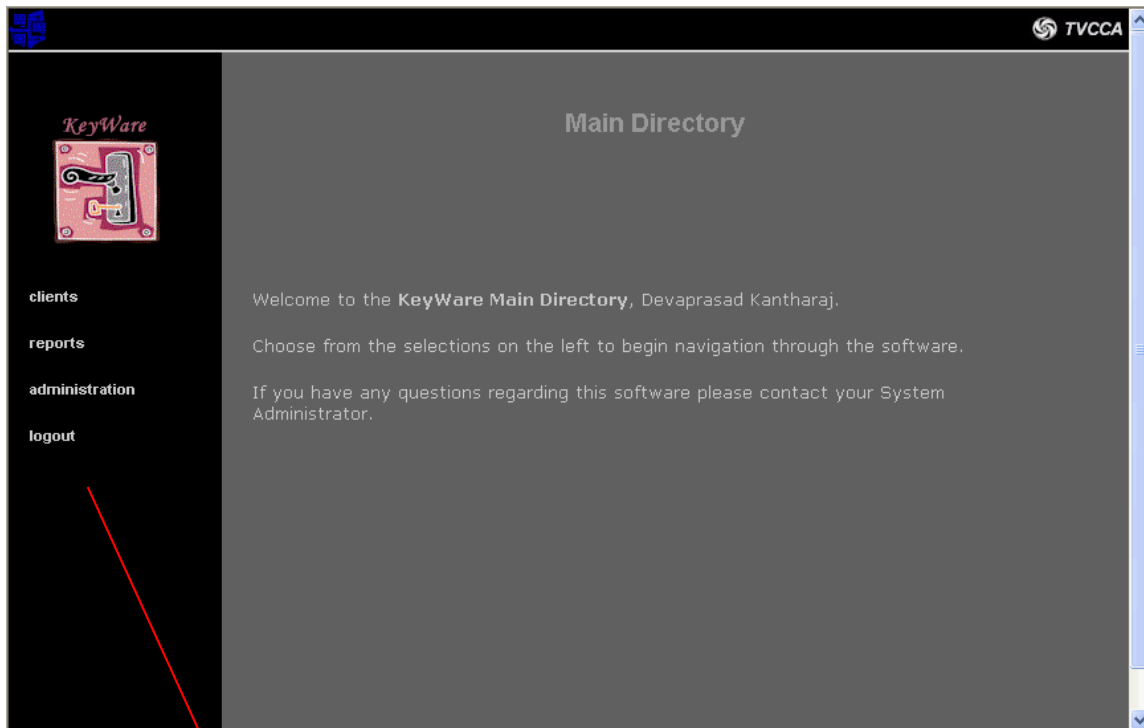 TVCCA
KeyWare
Main Directory
clients
reports
administration
logout
Welcome to the KeyWare Main Directory, Devaprasad Kantharaj.
Choose from the selections on the left to begin navigation through the software.
If you have any questions regarding this software please contact your System
Administrator.